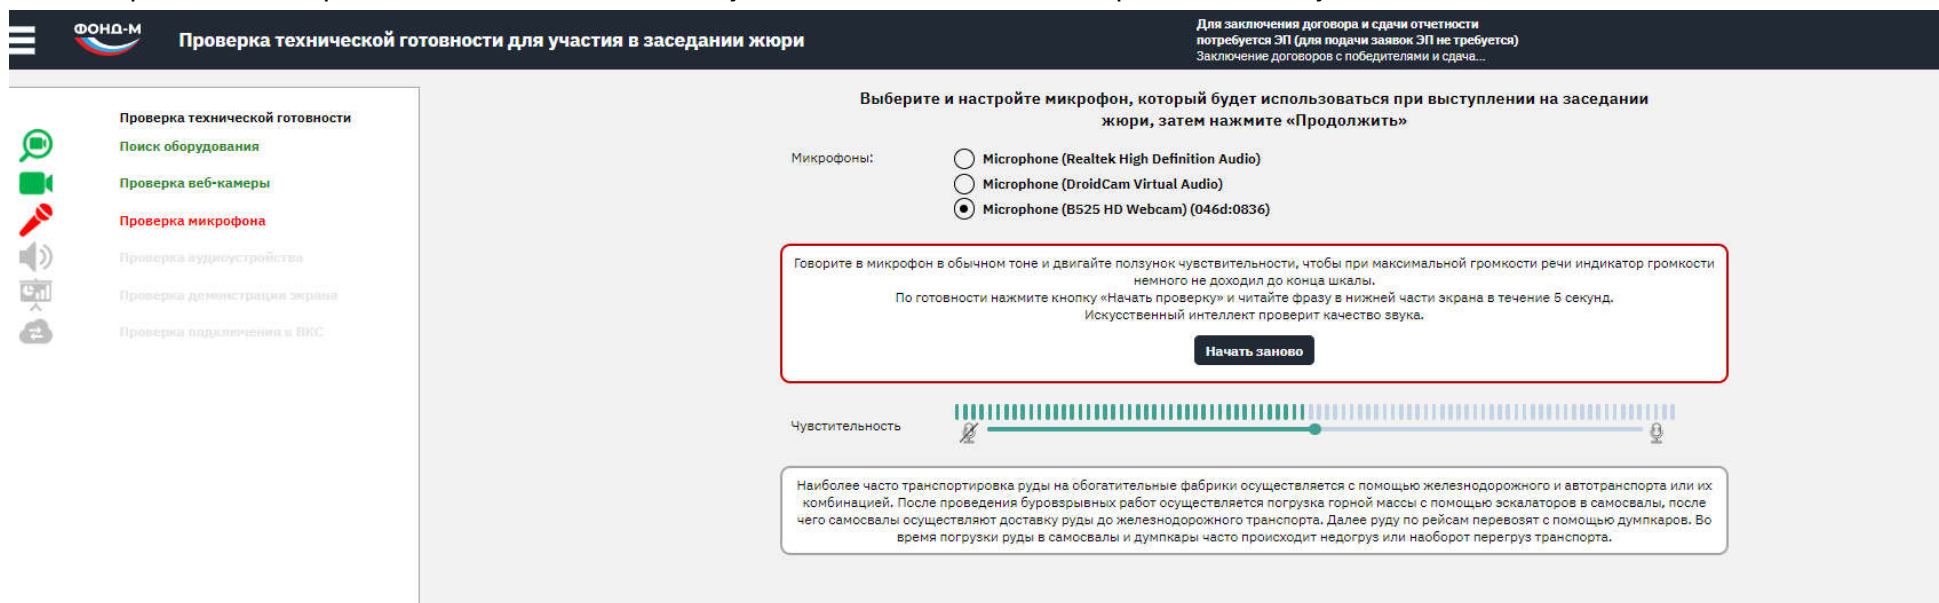 ФОНД-М
Проверка технической готовности для участия в заседании жюри
Для заключения договора и сдачи отчетности
потребуется ЭП (для подачи заявок ЭП не требуется)
Заключение договоров с победителями и сдача...
Проверка технической готовности
Поиск оборудования
Проверка веб-камеры
Проверка микрофона
Проверка аудиоустройства
Проверка демонстрация экрана
Проверка подключения к ВКС
Выберите и настройте микрофон, который будет использоваться при выступлении на заседании
жюри, затем нажмите «Продолжить»
Микрофоны:
Microphone (Realtek High Definition Audio)
Microphone (DroidCam Virtual Audio)
Microphone (B525 HD Webcam) (046d:0836)
Говорите в микрофон в обычном тоне и двигайте ползунок чувствительности, чтобы при максимальной громкости речи индикатор громкости
немного не доходил до конца шкалы.
По готовности нажмите кнопку «Начать проверку» и читайте фразу в нижней части экрана в течение 5 секунд.
Искусственный интеллект проверит качество звука.
Начать заново
Чувстительность
Наиболее часто транспортировка руды на обогатительные фабрики осуществляется с помощью железнодорожного и автотранспорта или их
комбинацией. После проведения буровзрывных работ осуществляется погрузка горной массы с помощью эскалаторов в самосвалы, после
чего самосвалы осуществляют доставку руды до железнодорожного транспорта. Далее руду по рейсам перевозят с помощью думпкаров. Во
время погрузки руды в самосвалы и думпкары часто происходит недогруз или наоборот перегруз транспорта.